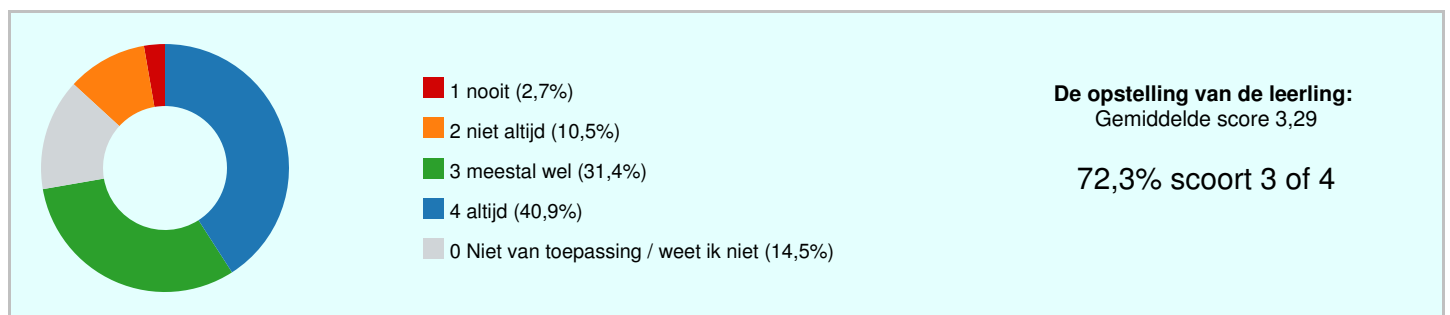 1 nooit (2,7%)
2 niet altijd (10,5%)
3 meestal wel (31,4%)
4 altijd (40,9%)
0 Niet van toepassing / weet ik niet (14,5%)
De opstelling van de leerling:
Gemiddelde score 3,29
72,3% scoort 3 of 4